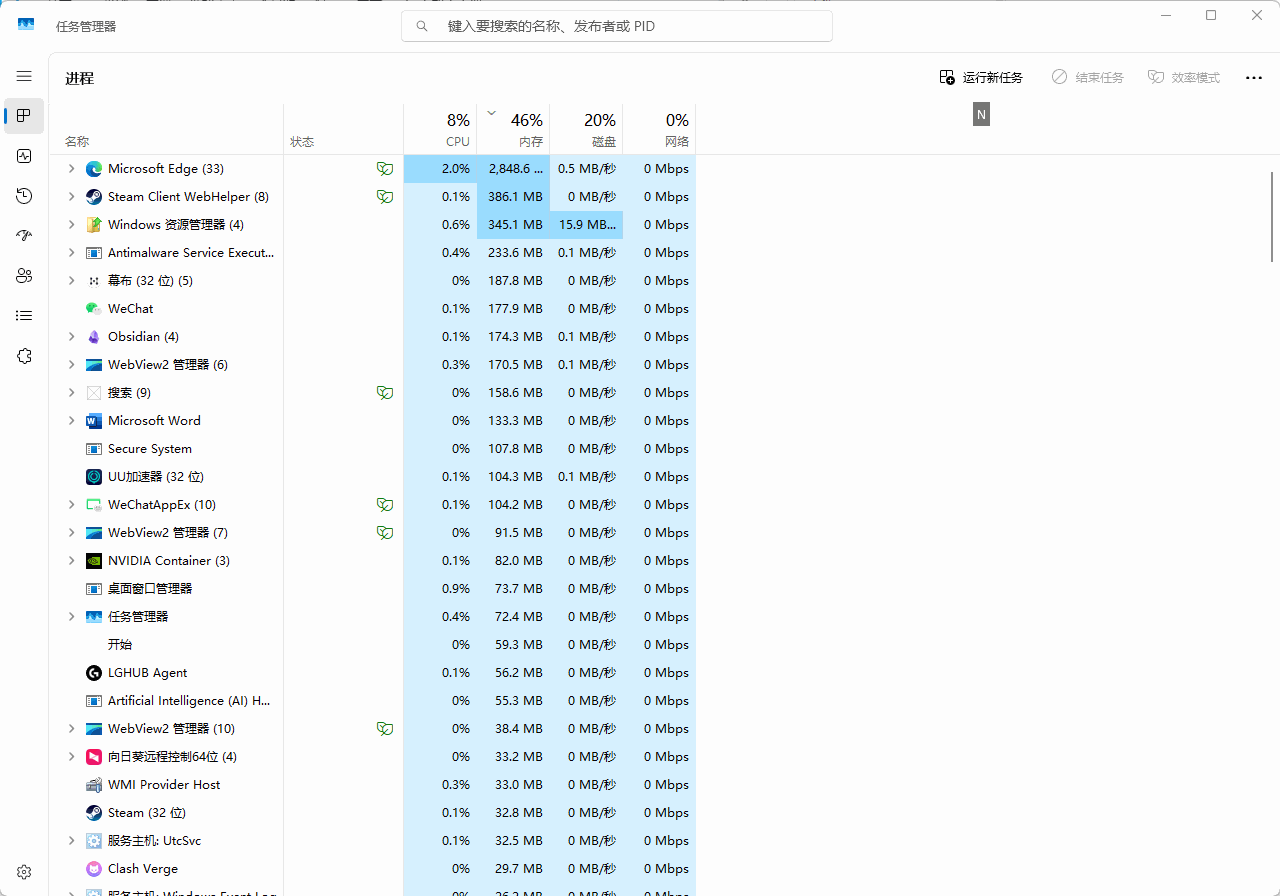 任务管理器
键入要搜索的名称、发布者或 PID
进程
运行新任务
结束任务
效率模式
N
8% 46% 20% 0%
名称 状态 CPU 内存 磁盘 网络
Microsoft Edge (33) 2.0% 2,848.6 ... 0.5 MB/秒 0 Mbps
Steam Client WebHelper (8) 0.1% 386.1 MB 0 MB/秒 0 Mbps
Windows 资源管理器 (4) 0.6% 345.1 MB 15.9 MB... 0 Mbps
Antimalware Service Execut... 0.4% 233.6 MB 0.1 MB/秒 0 Mbps
幕布 (32 位) (5) 0% 187.8 MB 0 MB/秒 0 Mbps
WeChat 0.1% 177.9 MB 0 MB/秒 0 Mbps
Obsidian (4) 0.1% 174.3 MB 0.1 MB/秒 0 Mbps
WebView2 管理器 (6) 0.3% 170.5 MB 0.1 MB/秒 0 Mbps
搜索 (9) 0% 158.6 MB 0 MB/秒 0 Mbps
Microsoft Word 0% 133.3 MB 0 MB/秒 0 Mbps
Secure System 0% 107.8 MB 0 MB/秒 0 Mbps
UU加速器 (32 位) 0.1% 104.3 MB 0.1 MB/秒 0 Mbps
WeChatAppEx (10) 0.1% 104.2 MB 0 MB/秒 0 Mbps
WebView2 管理器 (7) 0% 91.5 MB 0 MB/秒 0 Mbps
NVIDIA Container (3) 0.1% 82.0 MB 0 MB/秒 0 Mbps
桌面窗口管理器 0.9% 73.7 MB 0 MB/秒 0 Mbps
任务管理器 0.4% 72.4 MB 0 MB/秒 0 Mbps
开始 0% 59.3 MB 0 MB/秒 0 Mbps
LGHUB Agent 0.1% 56.2 MB 0 MB/秒 0 Mbps
Artificial Intelligence (AI) H... 0% 55.3 MB 0 MB/秒 0 Mbps
WebView2 管理器 (10) 0% 38.4 MB 0 MB/秒 0 Mbps
向日葵远程控制64位 (4) 0% 33.2 MB 0 MB/秒 0 Mbps
WMI Provider Host 0.3% 33.0 MB 0 MB/秒 0 Mbps
Steam (32 位) 0.1% 32.8 MB 0 MB/秒 0 Mbps
服务主机: UtcSvc 0.1% 32.5 MB 0 MB/秒 0 Mbps
Clash Verge 0% 29.7 MB 0 MB/秒 0 Mbps
服务主机: Windows Event Log 0% 26.2 MB 0 MB/秒 0 Mbps